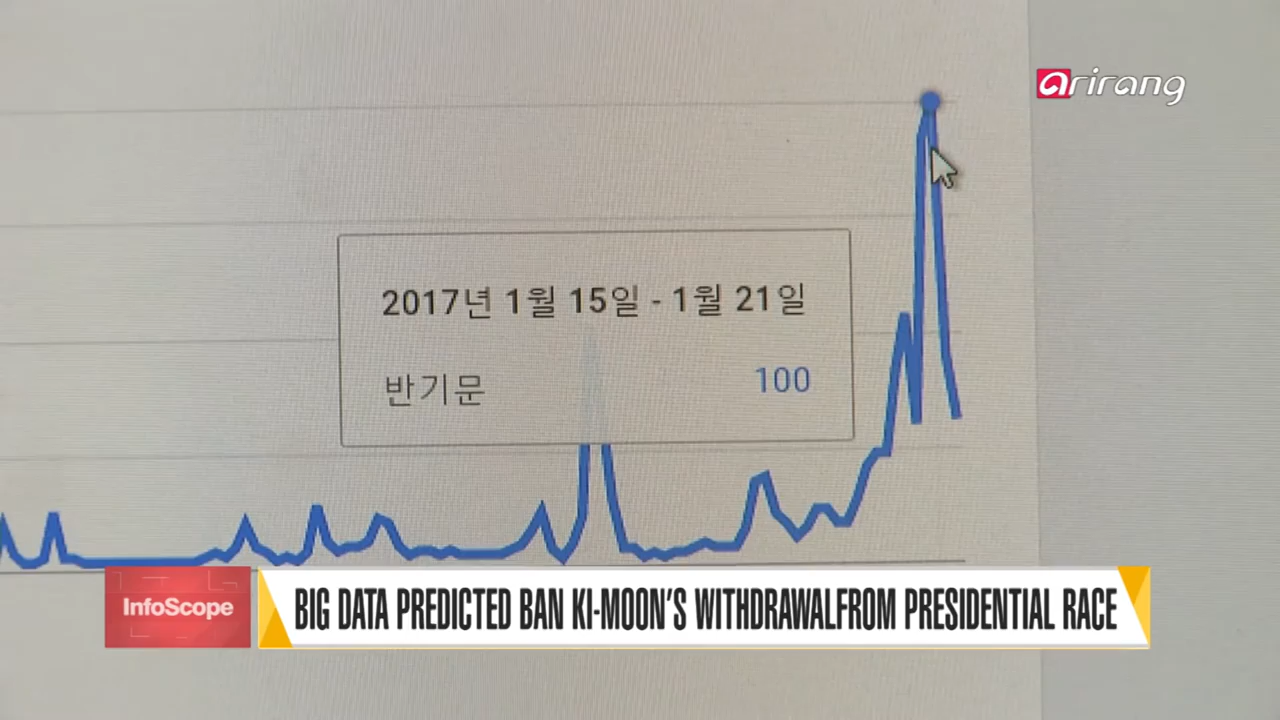 arirang
2017년 1월 15일 - 1월 21일
반기문 100
InfoScope
BIG DATA PREDICTED BAN KI-MOON'S WITHDRAWALFROM PRESIDENTIAL RACE